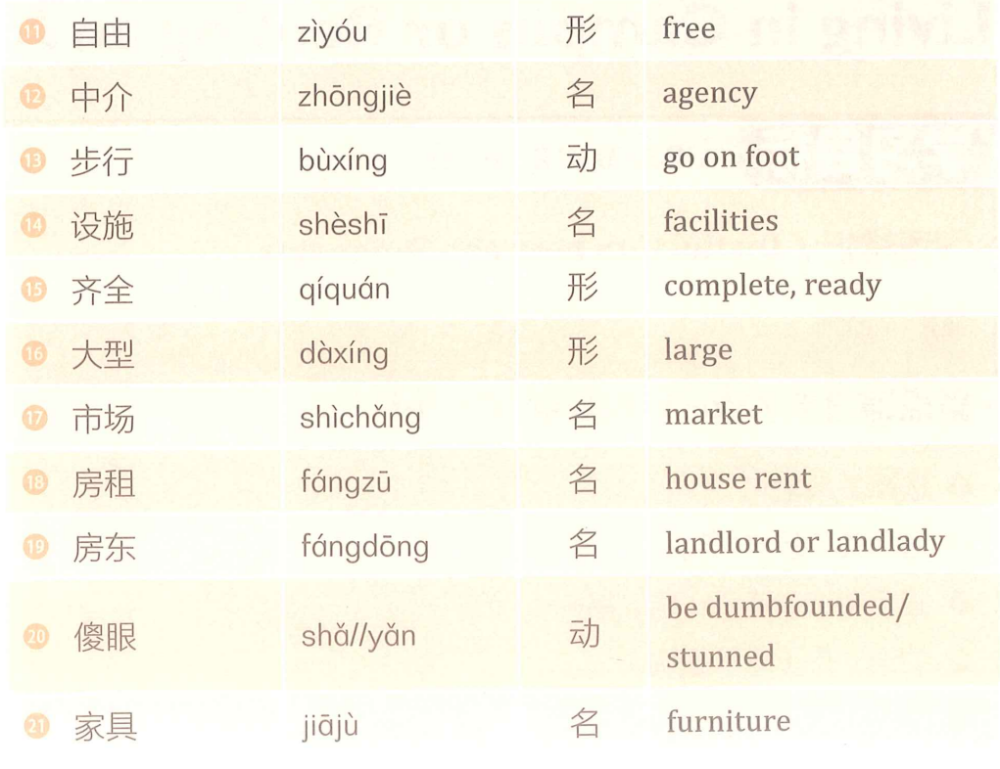 11 自由 zìyóu 形 free
12 中介 zhōngjiè 名 agency
13 步行 bùxíng 动 go on foot
14 设施 shèshī 名 facilities
15 齐全 qíquán 形 complete, ready
16 大型 dàxíng 形 large
17 市场 shìchǎng 名 market
18 房租 fángzū 名 house rent
19 房东 fángdōng 名 landlord or landlady
20 傻眼 shǎ//yǎn 动 be dumbfounded/
stunned
21 家具 jiājù 名 furniture